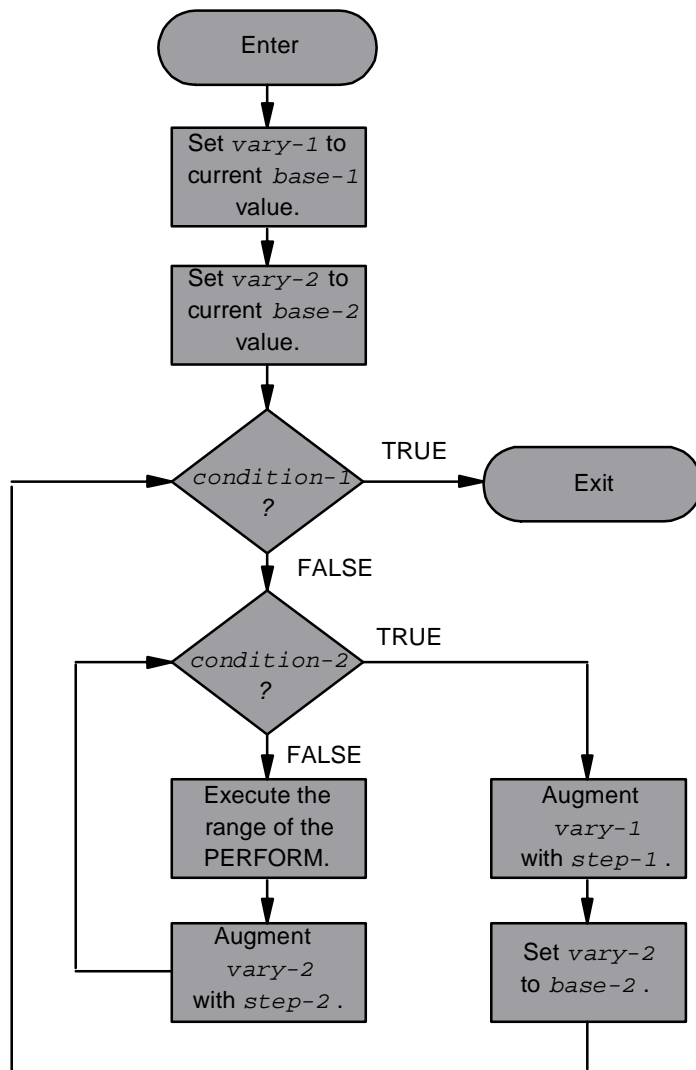 Enter
Set vary-1 to
current base-1
value.
Set vary-2 to
current base-2
value.
condition-1
?
TRUE
Exit
FALSE
condition-2
?
TRUE
FALSE
Execute the
range of the
PERFORM.
Augment
vary-1
with step-1.
Augment
vary-2
with step-2.
Set vary-2
to base-2.